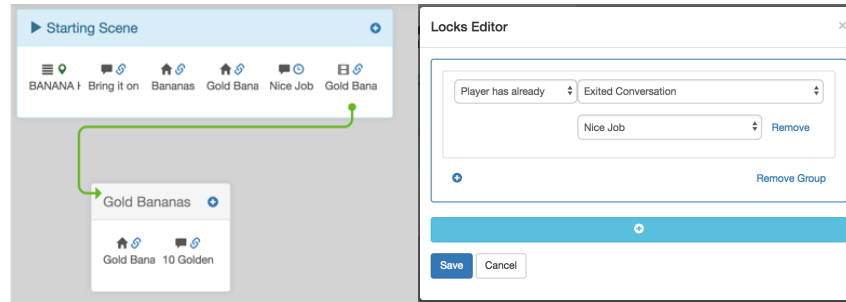 Starting Scene
BANANA H Bring it on Bananas Gold Bana Nice Job Gold Bana
Gold Bananas
Gold Bana 10 Golden
Locks Editor
×
Player has already Exited Conversation
Nice Job Remove
Remove Group
Save Cancel